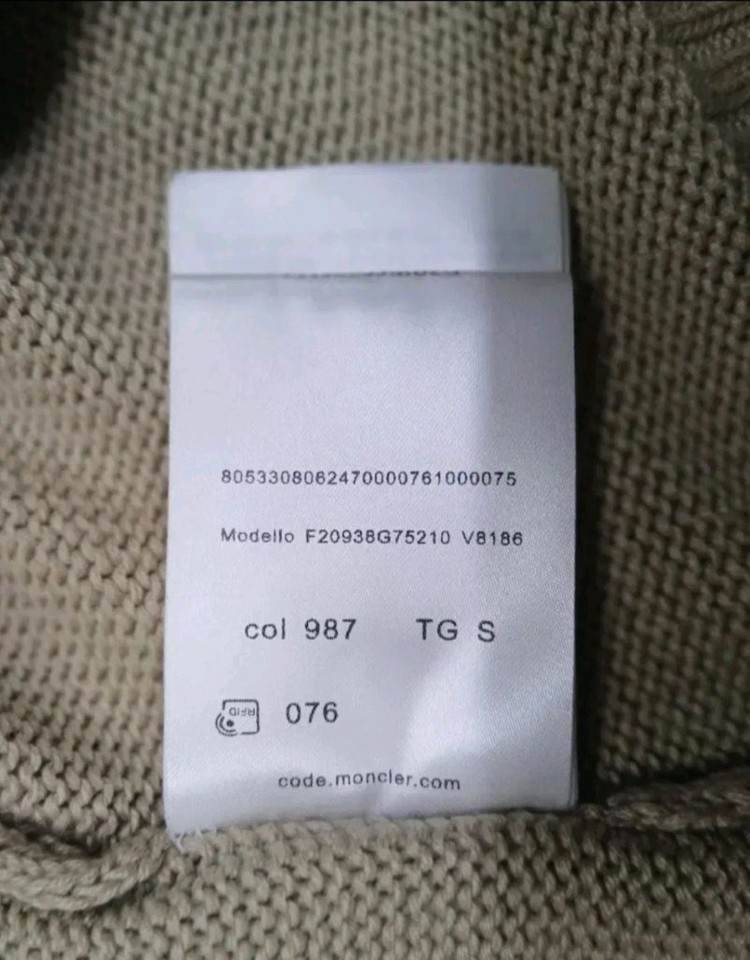 8053308062470000761000075
Modello F20938G75210 V8186
col 987 TG S
RFID 076
code.moncler.com